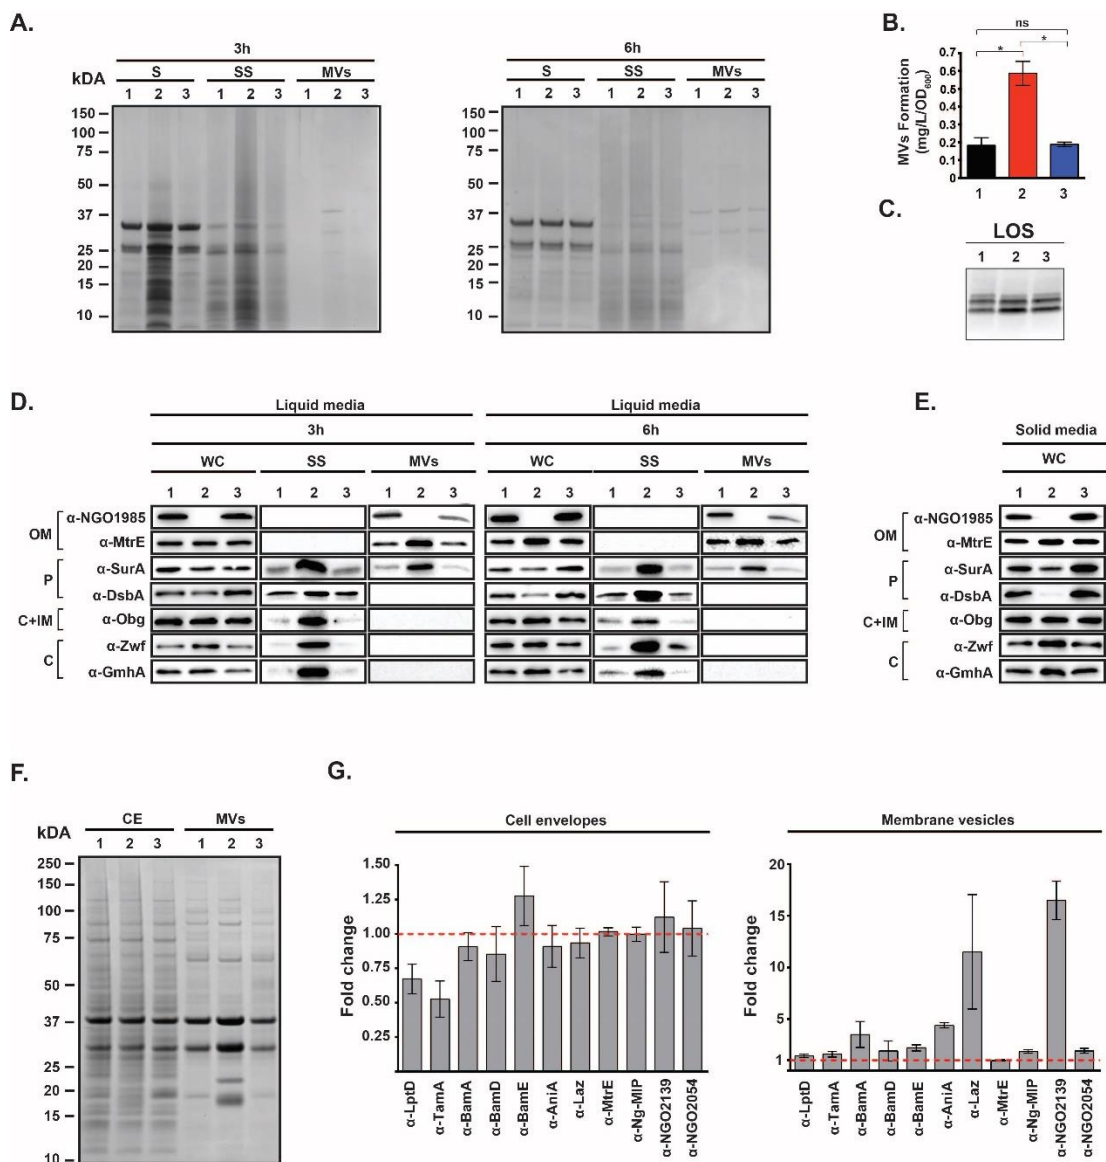 A.
3h
kDA
S SS MVs
1 2 3 1 2 3 1 2 3
150
100
75
50
37
25
20
15
10
6h
S SS MVs
1 2 3 1 2 3 1 2 3
150
100
75
50
37
25
20
15
10
B.
ns
* *
MVs Formation
(mg/L/OD600)
0.7
0.6
0.5
0.4
0.3
0.2
0.1
0
1 2 3
C.
LOS
1 2 3
D.
Liquid media Liquid media
3h 6h
WC SS MVs WC SS MVs
1 2 3 1 2 3 1 2 3 1 2 3 1 2 3 1 2 3
OM
α-NGO1985
α-MtrE
P
α-SurA
α-DsbA
C+IM
α-Obg
C
α-Zwf
α-GmhA
E.
Solid media
WC
1 2 3
OM
α-NGO1985
α-MtrE
P
α-SurA
α-DsbA
C+IM
α-Obg
C
α-Zwf
α-GmhA
F.
kDA
CE MVs
1 2 3 1 2 3
250
150
100
75
50
37
25
20
15
10
G.
Cell envelopes
Fold change
1.50
1.25
1.00
0.75
0.50
0.25
α-LptD
α-TamA
α-BamA
α-BamD
α-BamE
α-AniA
α-Laz
α-MtrE
α-Ng-MIP
α-NGO2139
α-NGO2054
Membrane vesicles
Fold change
20
15
10
5
1
α-LptD
α-TamA
α-BamA
α-BamD
α-BamE
α-AniA
α-Laz
α-MtrE
α-Ng-MIP
α-NGO2139
α-NGO2054